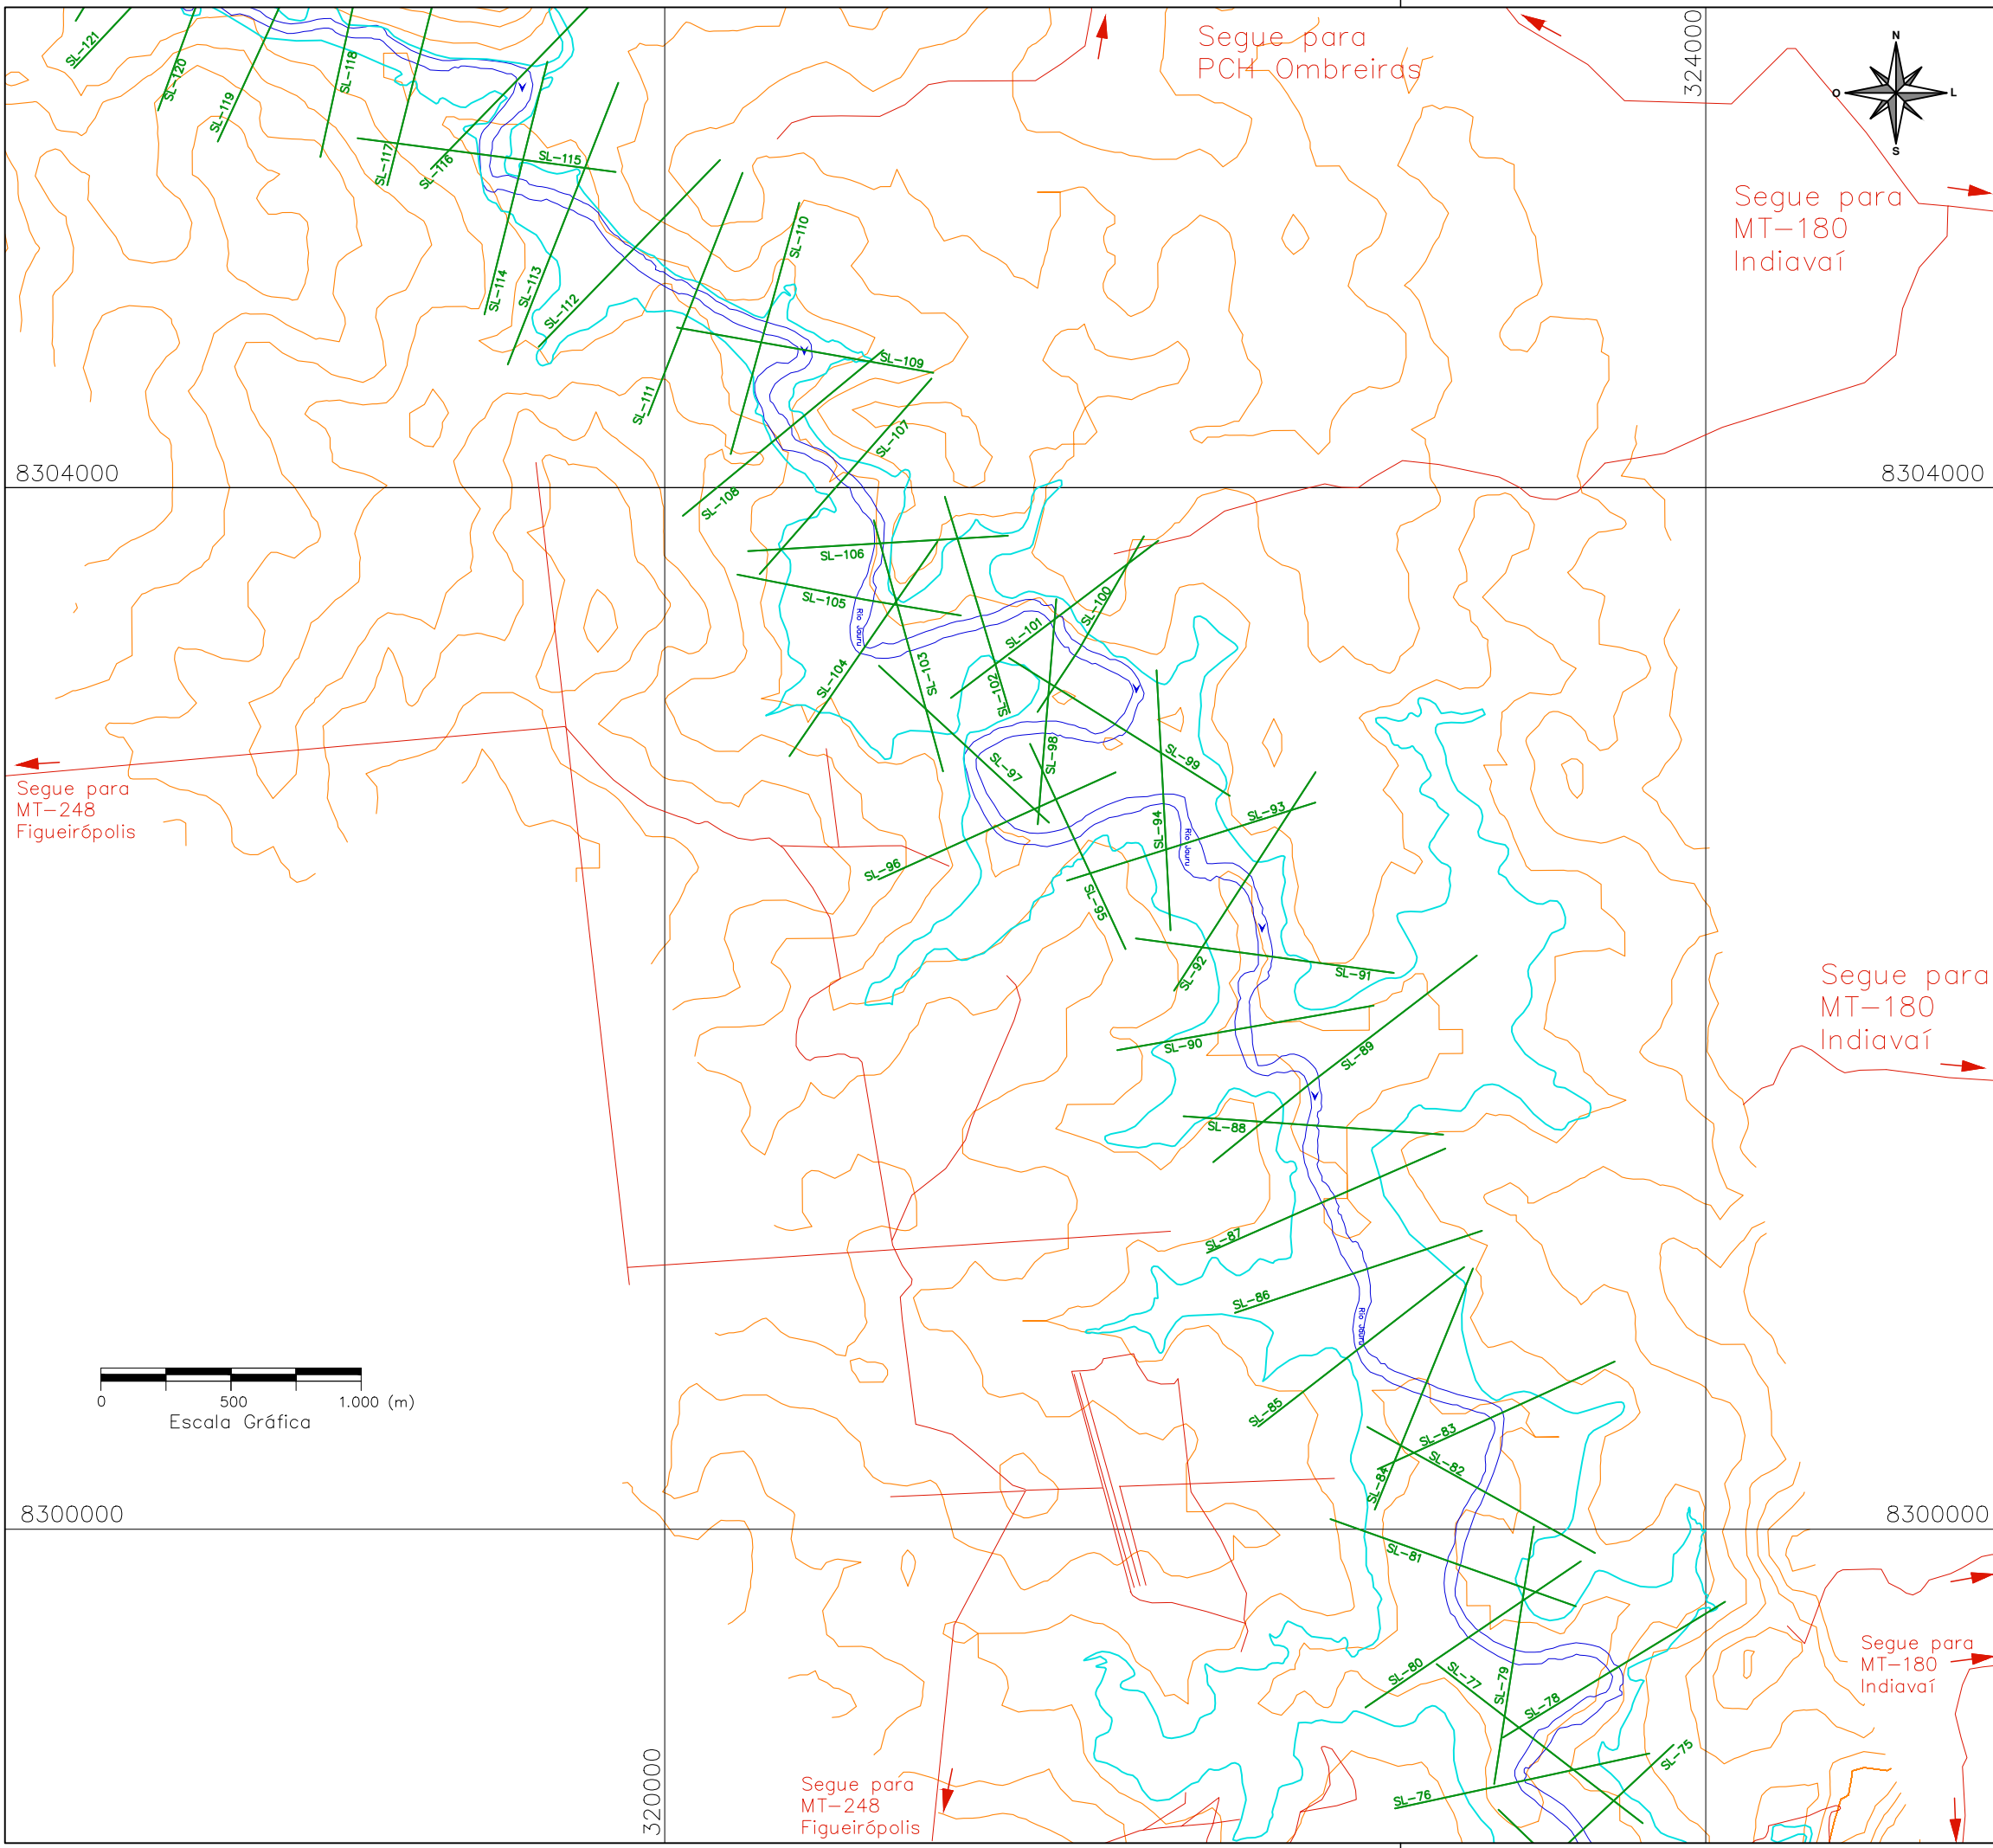 SL-121
SL-120
SL-119
SL-118
SL-117
SL-116
SL-115
Segue para
PCH Ombreiras
324000
N
O
L
S
Segue para
MT-180
Indiavaí
SL-114
SL-113
SL-112
SL-111
SL-110
SL-109
SL-108
SL-107
8304000
8304000
SL-106
SL-105
Rio Jauru
SL-104
SL-103
SL-102
SL-101
SL-100
SL-99
SL-98
SL-97
Segue para
MT-248
Figueirópolis
SL-96
SL-95
SL-94
SL-93
Rio Jauru
SL-92
SL-91
Segue para
MT-180
Indiavaí
SL-90
SL-89
SL-88
SL-87
SL-86
Rio Jauru
SL-85
SL-84
SL-83
SL-82
0
500
1.000 (m)
Escala Gráfica
8300000
8300000
SL-81
SL-80
SL-79
SL-78
SL-77
SL-76
SL-75
Segue para
MT-180
Indiavaí
320000
Segue para
MT-248
Figueirópolis